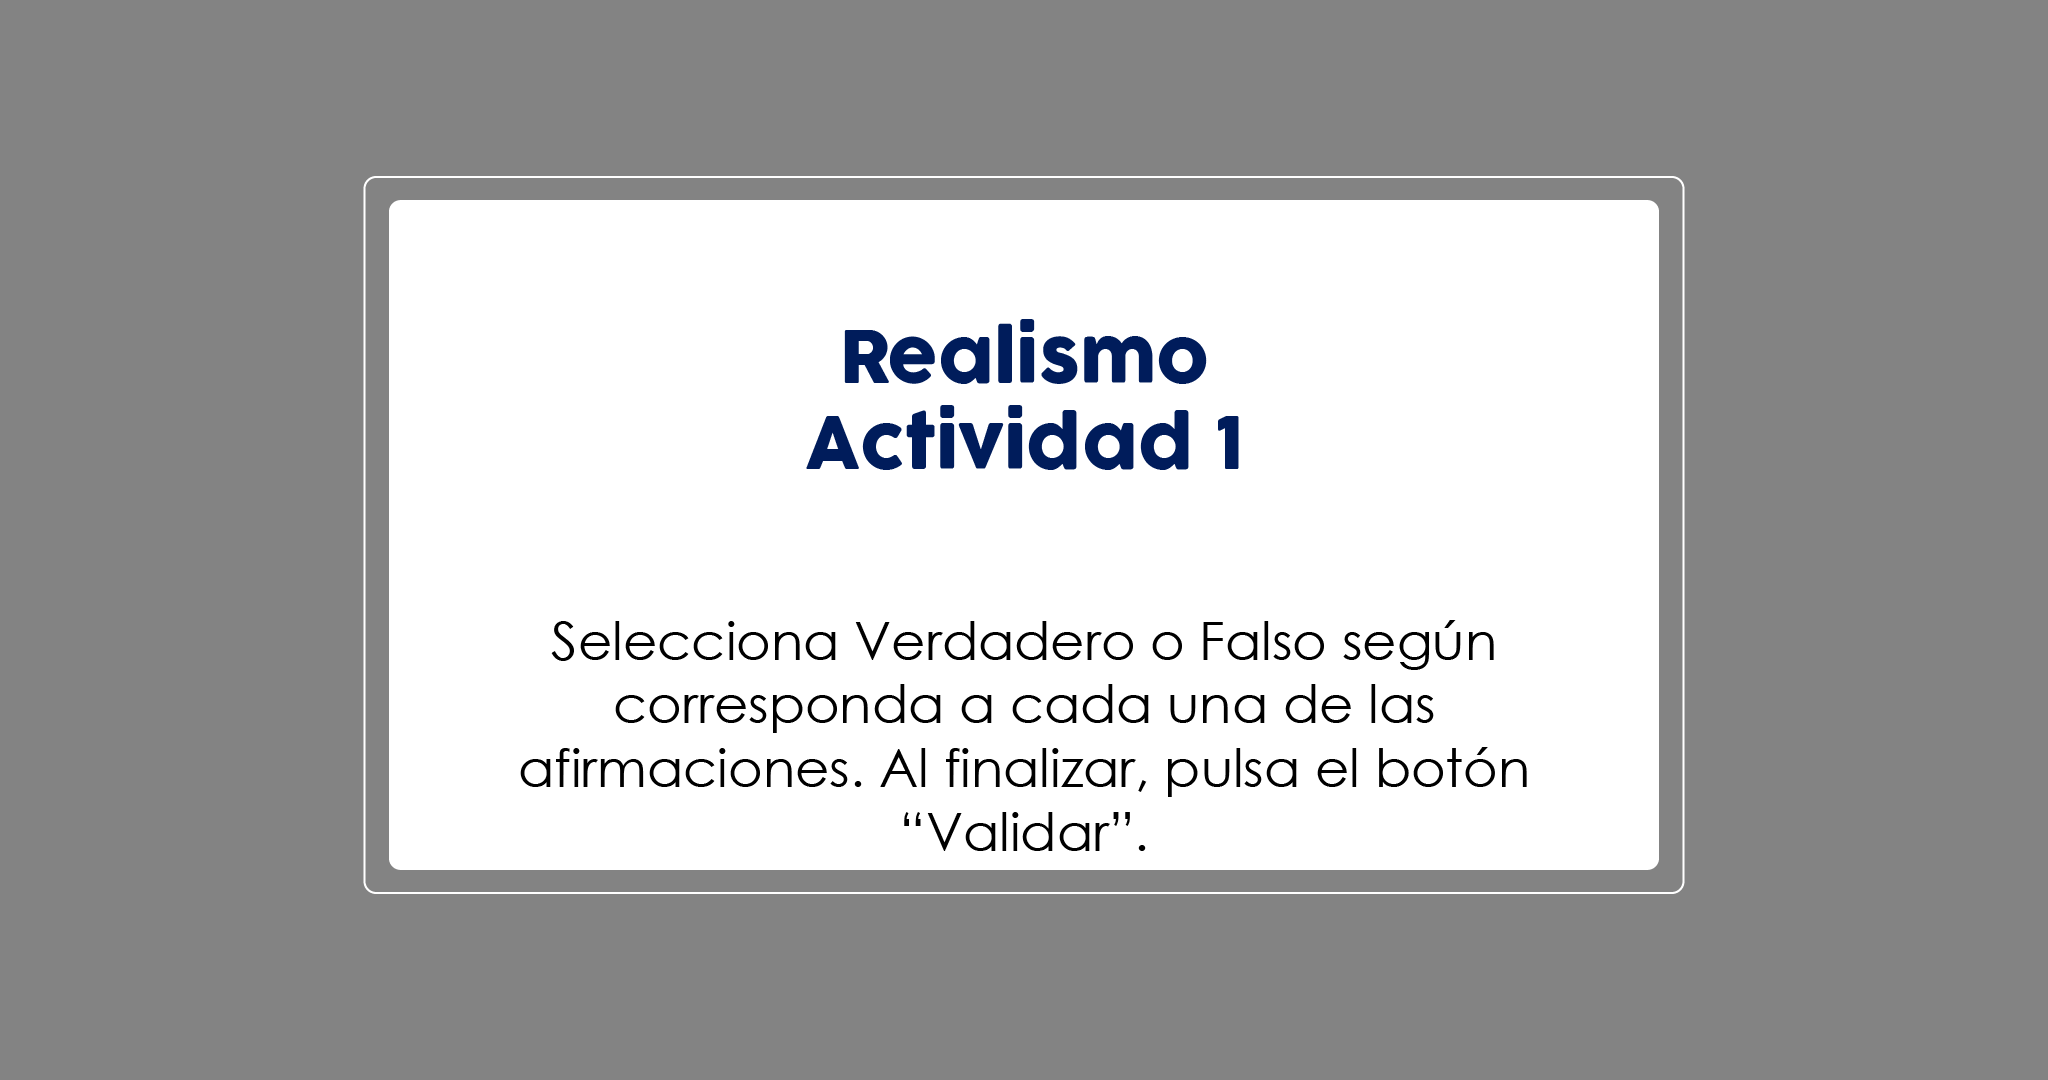 Realismo
Actividad 1
Selecciona Verdadero o Falso según
corresponda a cada una de las
afirmaciones. Al finalizar, pulsa el botón
“Validar”.